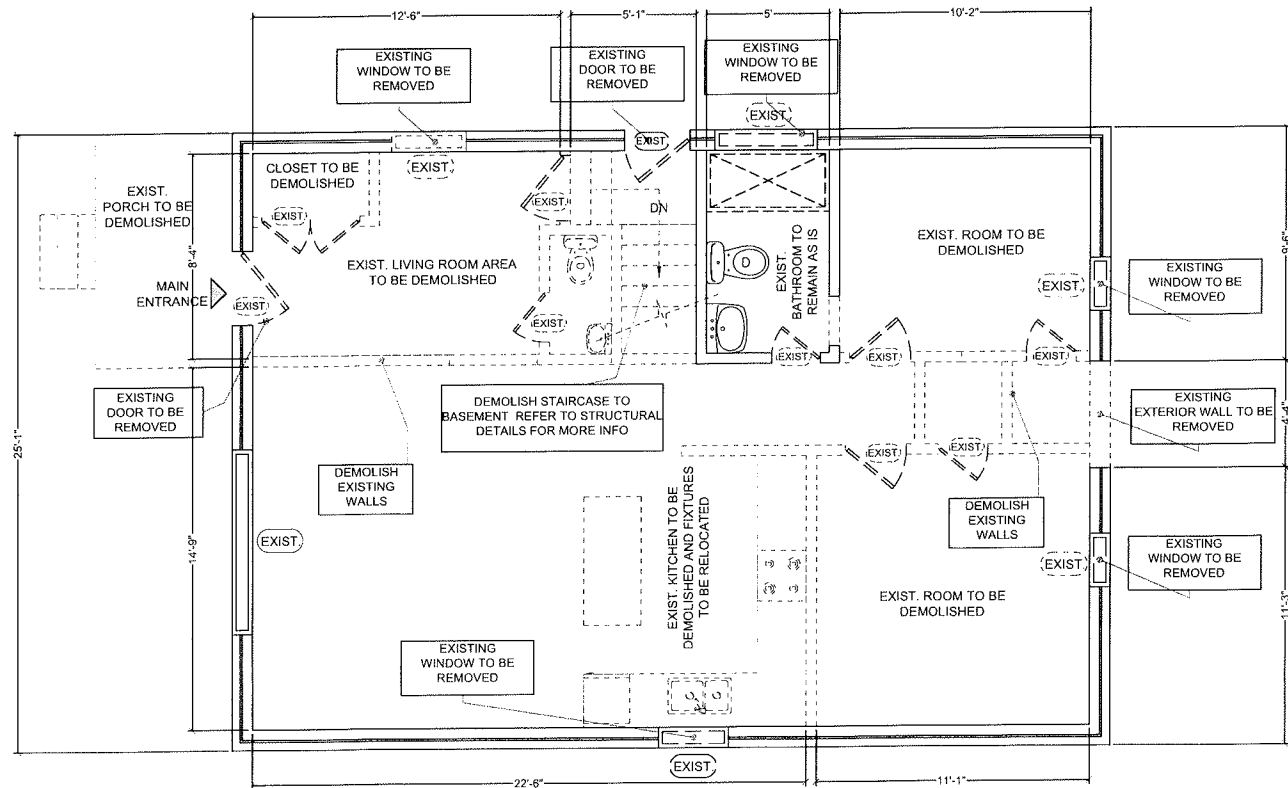 12'-6"
5'-1"
5'
10'-2"
EXISTING
WINDOW TO BE
REMOVED
EXISTING
DOOR TO BE
REMOVED
EXISTING
WINDOW TO BE
REMOVED
EXIST.
EXIST.
EXIST.
CLOSET TO BE
DEMOLISHED
EXIST.
PORCH TO BE
DEMOLISHED
EXIST.
EXIST.
DN
8'-4"
EXIST. LIVING ROOM AREA
TO BE DEMOLISHED
EXIST.
BATHROOM TO
REMAIN AS IS
EXIST. ROOM TO BE
DEMOLISHED
9'-6"
MAIN
ENTRANCE
EXIST.
EXIST.
EXIST.
EXISTING
WINDOW TO BE
REMOVED
EXIST.
EXIST.
EXIST.
EXISTING
DOOR TO BE
REMOVED
DEMOLISH STAIRCASE TO
BASEMENT REFER TO STRUCTURAL
DETAILS FOR MORE INFO
EXISTING
EXTERIOR WALL TO BE
REMOVED
4'-4"
25'-1"
EXIST.
EXIST.
DEMOLISH
EXISTING
WALLS
DEMOLISH
EXISTING
WALLS
EXIST.
14'-9"
EXIST. KITCHEN TO BE
DEMOLISHED AND FIXTURES
TO BE RELOCATED
EXIST.
EXISTING
WINDOW TO BE
REMOVED
EXIST. ROOM TO BE
DEMOLISHED
11'-3"
EXISTING
WINDOW TO BE
REMOVED
EXIST.
22'-6"
11'-1"